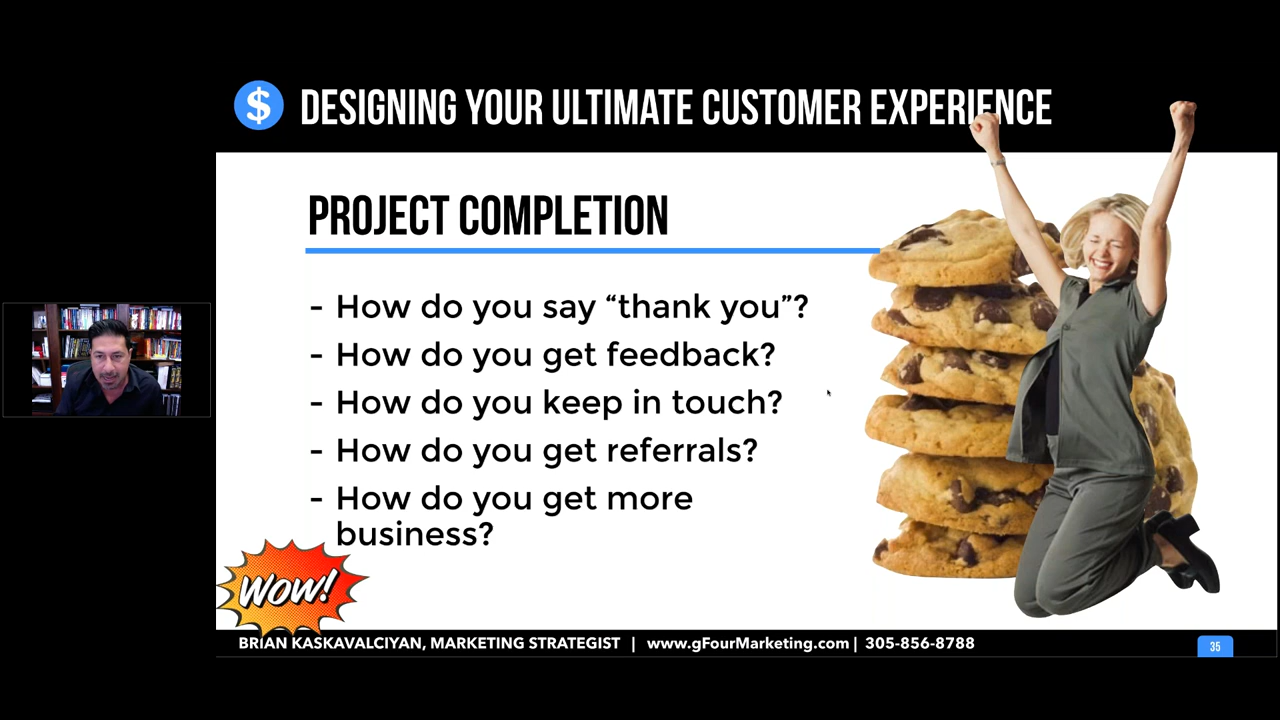 $ DESIGNING YOUR ULTIMATE CUSTOMER EXPERIENCE
PROJECT COMPLETION
- How do you say “thank you”?
- How do you get feedback?
- How do you keep in touch?
- How do you get referrals?
- How do you get more
business?
Wow!
BRIAN KASKAVALCIYAN, MARKETING STRATEGIST | www.gFourMarketing.com | 305-856-8788
35